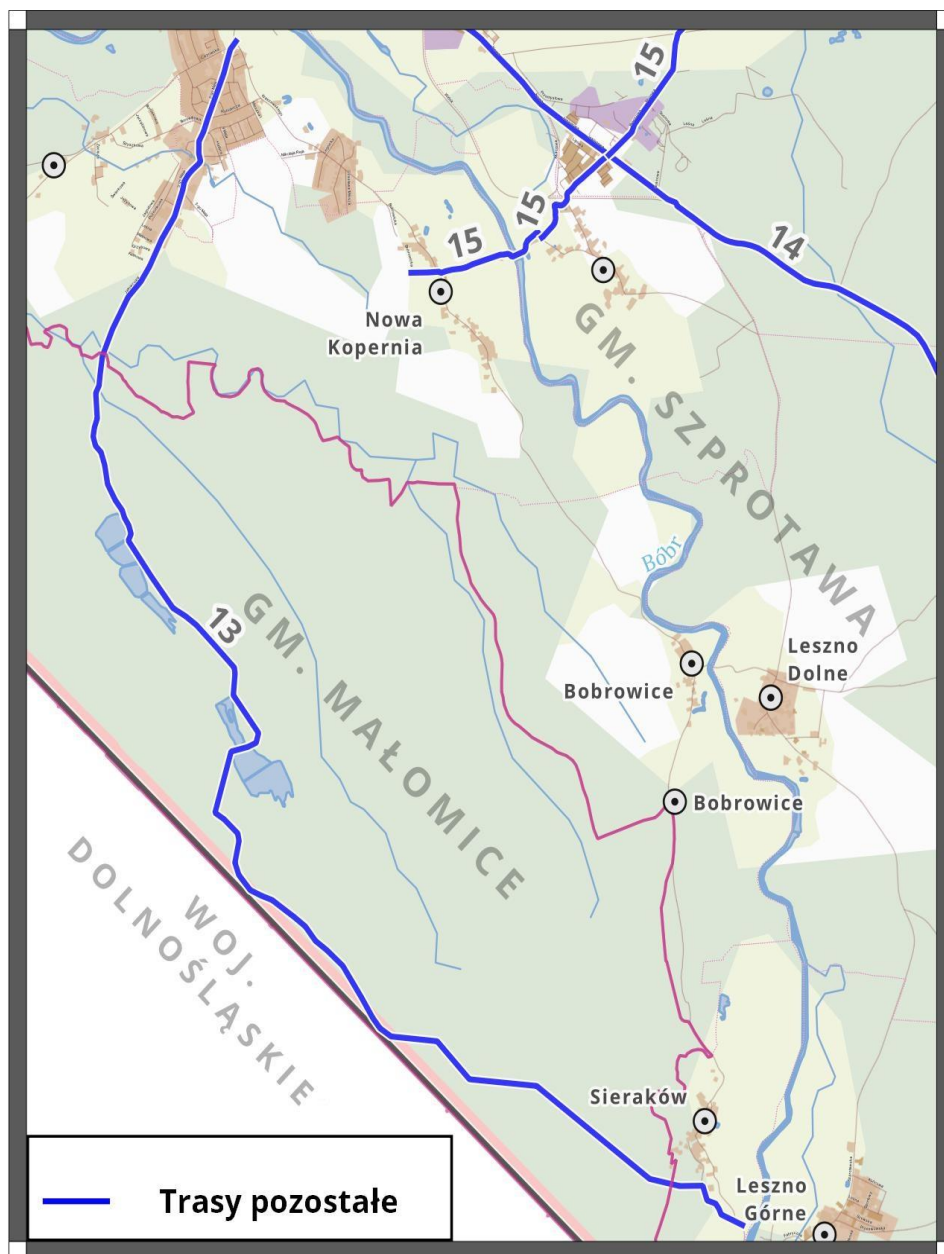 15
15
15
14
Nowa
Kopernia
GM. SZPROTAWA
Bóbr
13
GM. MAŁOMICE
Leszno
Dolne
Bobrowice
Bobrowice
WOJ.
DOLNOŚLĄSKIE
Sieraków
Leszno
Górne
Trasy pozostałe